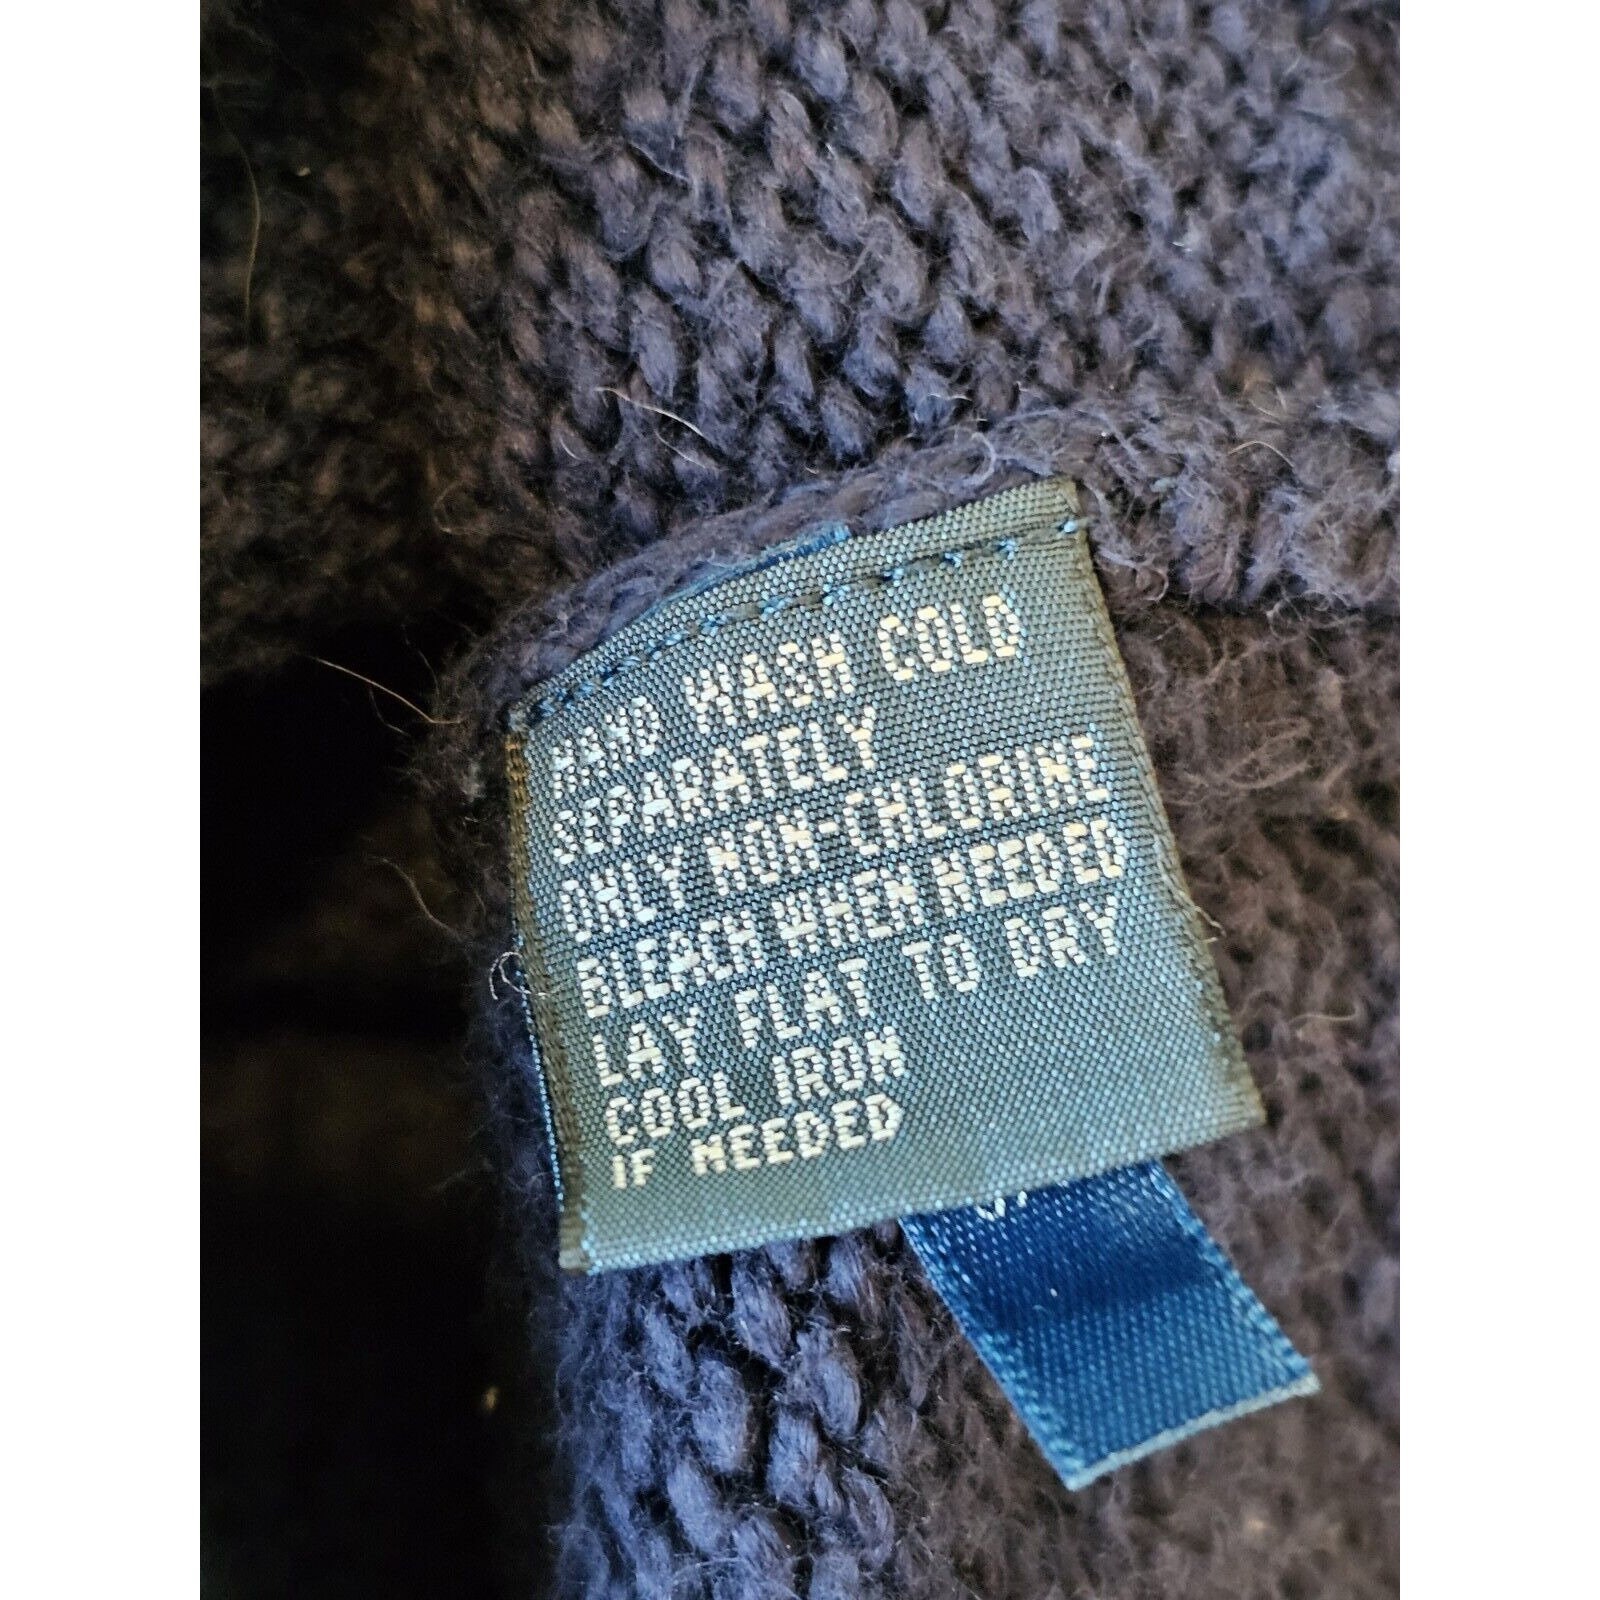 HAND WASH COLD
SEPARATELY
ONLY NON-CHLORINE
BLEACH WHEN NEEDED
LAY FLAT TO DRY
COOL IRON
IF NEEDED